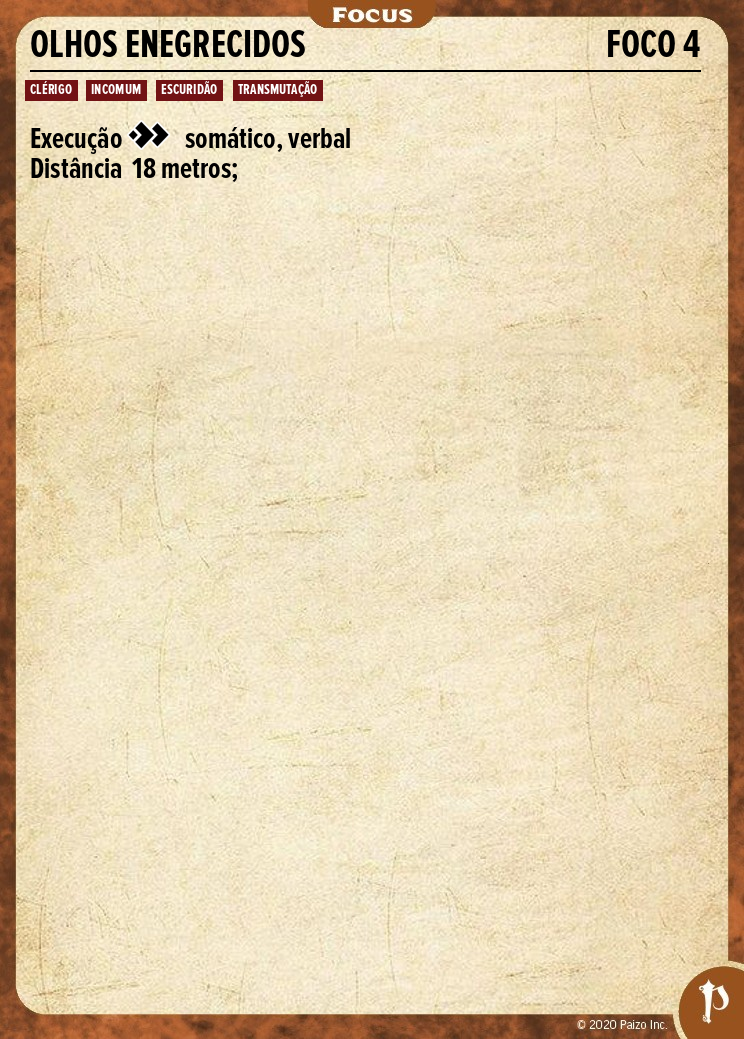 Focus
OLHOS ENEGRECIDOS FOCO 4
CLÉRIGO INCOMUM ESCURIDÃO TRANSMUTAÇÃO
Execução somático, verbal
Distância 18 metros;
© 2020 Paizo Inc.